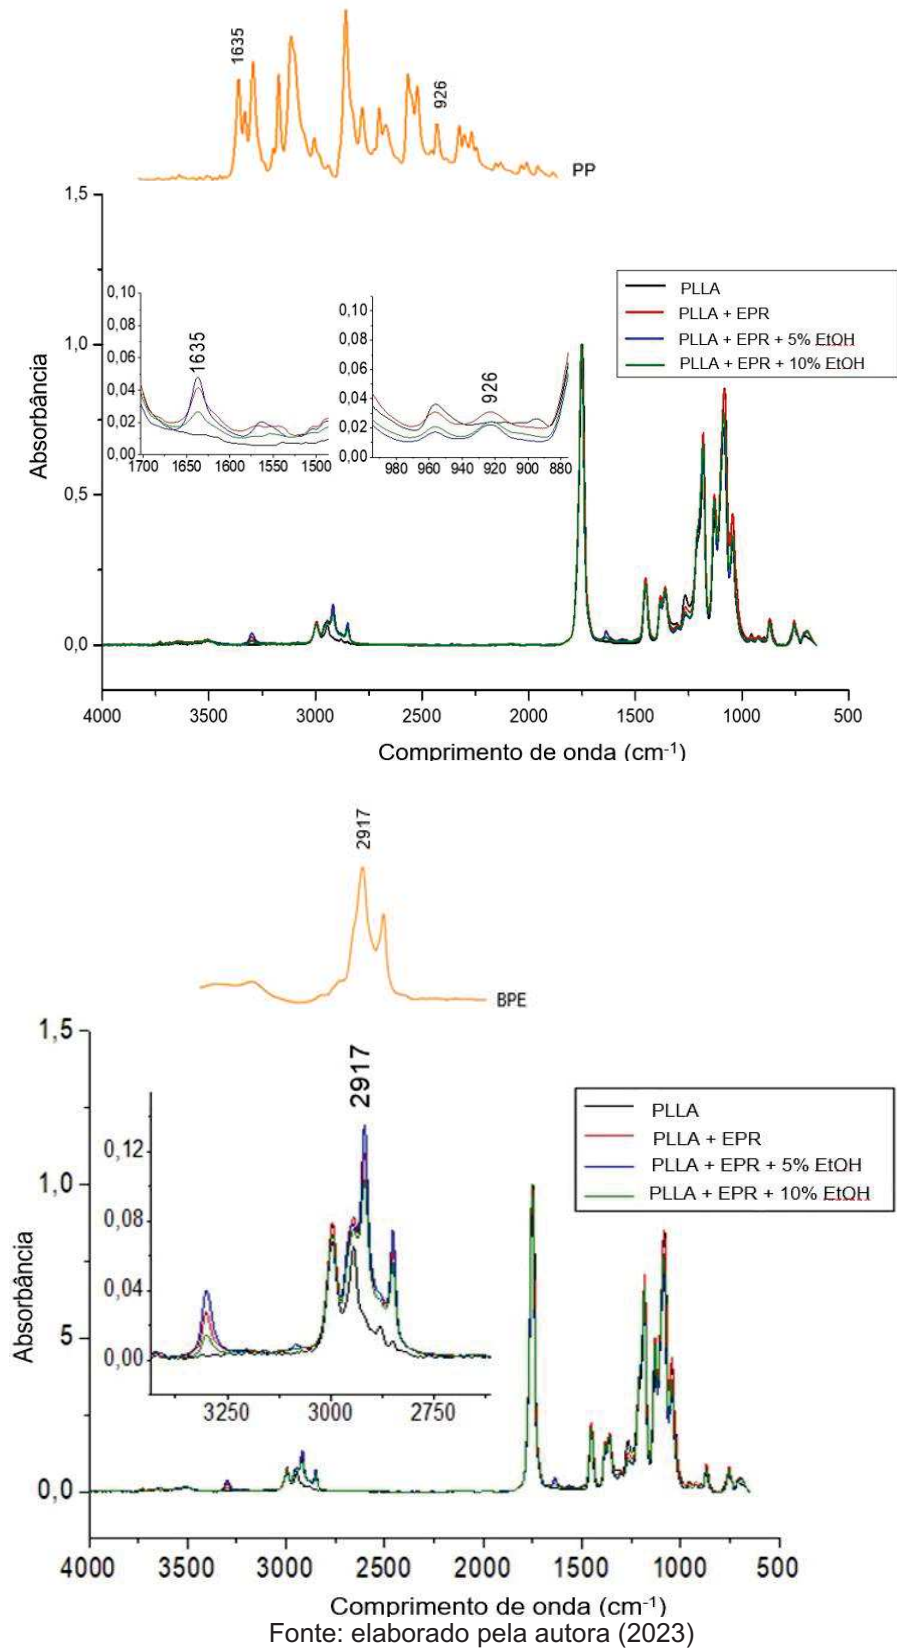 1635
926
PP
1,5
1,0
0,5
0,0
Absorbância
0,10
0,08
0,06
0,04
0,02
0,00
1635
1700 1650 1600 1550 1500
0,10
0,08
0,06
0,04
0,02
0,00
926
980 960 940 920 900 880
PLLA
PLLA + EPR
PLLA + EPR + 5% EtOH
PLLA + EPR + 10% EtOH
4000 3500 3000 2500 2000 1500 1000 500
Comprimento de onda (cm-1)
2917
BPE
1,5
1,0
5
0,0
Absorbância
2917
0,12
0,08
0,04
0,00
3250 3000 2750
PLLA
PLLA + EPR
PLLA + EPR + 5% EtOH
PLLA + EPR + 10% EtOH
4000 3500 3000 2500 2000 1500 1000 500
Comprimento de onda (cm-1)
Fonte: elaborado pela autora (2023)